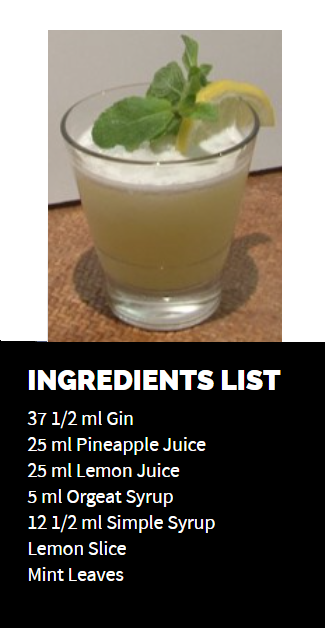 INGREDIENTS LIST
37 1/2 ml Gin
25 ml Pineapple Juice
25 ml Lemon Juice
5 ml Orgeat Syrup
12 1/2 ml Simple Syrup
Lemon Slice
Mint Leaves